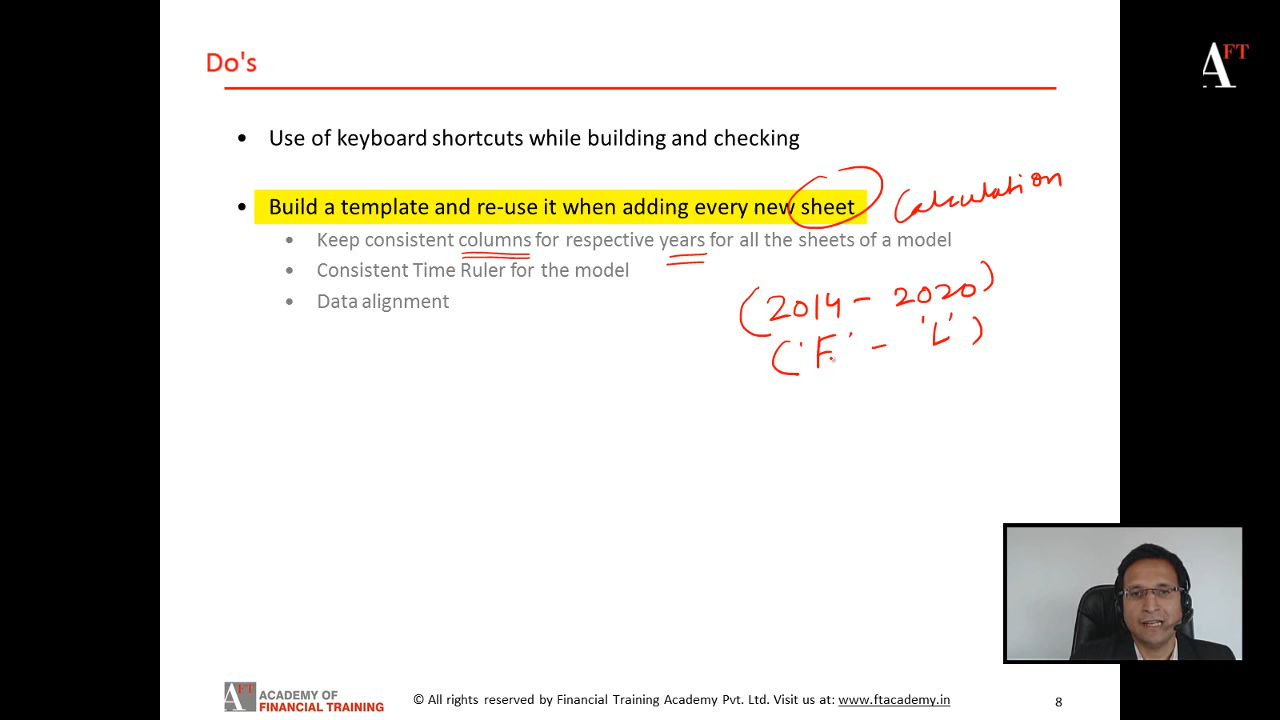 Do's
AFT
• Use of keyboard shortcuts while building and checking
• Build a template and re-use it when adding every new sheet
Calculation
• Keep consistent columns for respective years for all the sheets of a model
• Consistent Time Ruler for the model
• Data alignment
(2014 - 2020)
('F' - 'L')
AFT ACADEMY OF
FINANCIAL TRAINING
© All rights reserved by Financial Training Academy Pvt. Ltd. Visit us at: www.ftacademy.in
8